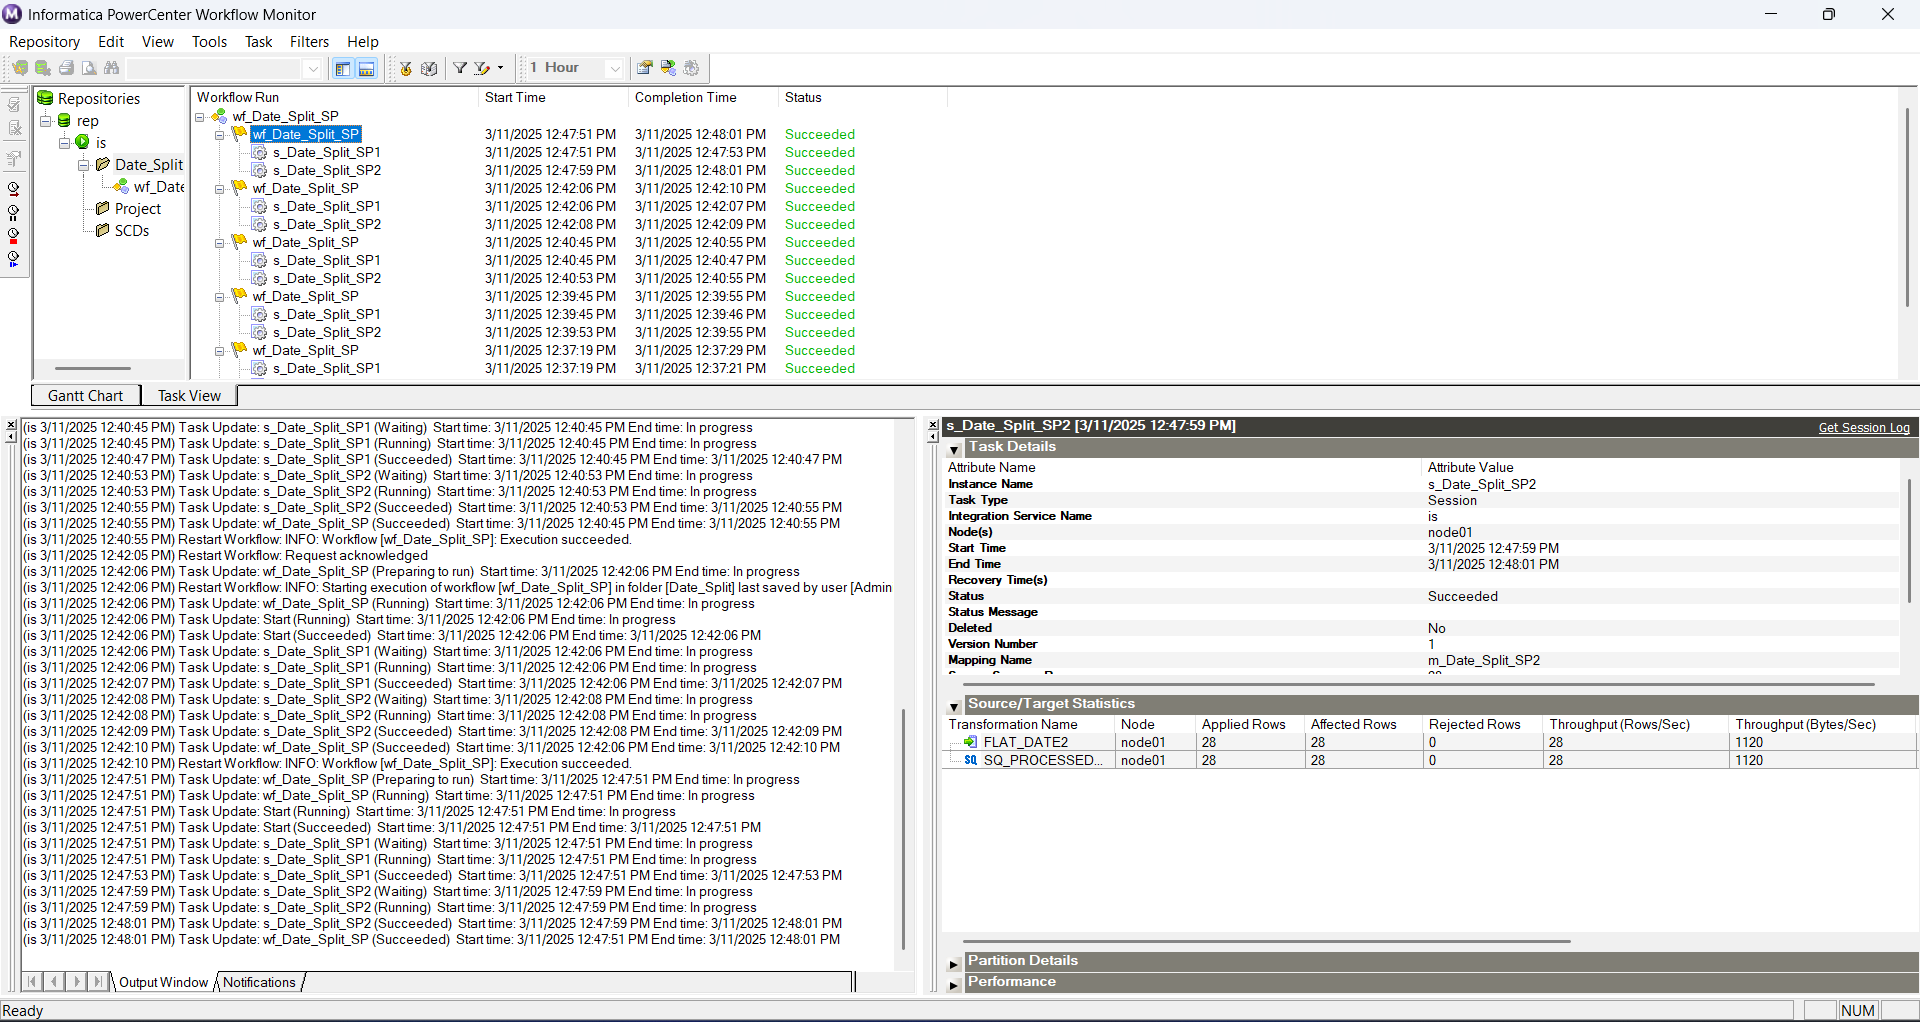 Informatica PowerCenter Workflow Monitor
Repository Edit View Tools Task Filters Help
1 Hour
Repositories
rep
is
Date_Split
wf_Date
Project
SCDs
Workflow Run Start Time Completion Time Status
wf_Date_Split_SP
wf_Date_Split_SP 3/11/2025 12:47:51 PM 3/11/2025 12:48:01 PM Succeeded
s_Date_Split_SP1 3/11/2025 12:47:51 PM 3/11/2025 12:47:53 PM Succeeded
s_Date_Split_SP2 3/11/2025 12:47:59 PM 3/11/2025 12:48:01 PM Succeeded
wf_Date_Split_SP 3/11/2025 12:42:06 PM 3/11/2025 12:42:10 PM Succeeded
s_Date_Split_SP1 3/11/2025 12:42:06 PM 3/11/2025 12:42:07 PM Succeeded
s_Date_Split_SP2 3/11/2025 12:42:08 PM 3/11/2025 12:42:09 PM Succeeded
wf_Date_Split_SP 3/11/2025 12:40:45 PM 3/11/2025 12:40:55 PM Succeeded
s_Date_Split_SP1 3/11/2025 12:40:45 PM 3/11/2025 12:40:47 PM Succeeded
s_Date_Split_SP2 3/11/2025 12:40:53 PM 3/11/2025 12:40:55 PM Succeeded
wf_Date_Split_SP 3/11/2025 12:39:45 PM 3/11/2025 12:39:55 PM Succeeded
s_Date_Split_SP1 3/11/2025 12:39:45 PM 3/11/2025 12:39:46 PM Succeeded
s_Date_Split_SP2 3/11/2025 12:39:53 PM 3/11/2025 12:39:55 PM Succeeded
wf_Date_Split_SP 3/11/2025 12:37:19 PM 3/11/2025 12:37:29 PM Succeeded
s_Date_Split_SP1 3/11/2025 12:37:19 PM 3/11/2025 12:37:21 PM Succeeded
Gantt Chart Task View
(is 3/11/2025 12:40:45 PM) Task Update: s_Date_Split_SP1 (Waiting) Start time: 3/11/2025 12:40:45 PM End time: In progress
(is 3/11/2025 12:40:45 PM) Task Update: s_Date_Split_SP1 (Running) Start time: 3/11/2025 12:40:45 PM End time: In progress
(is 3/11/2025 12:40:47 PM) Task Update: s_Date_Split_SP1 (Succeeded) Start time: 3/11/2025 12:40:45 PM End time: 3/11/2025 12:40:47 PM
(is 3/11/2025 12:40:53 PM) Task Update: s_Date_Split_SP2 (Waiting) Start time: 3/11/2025 12:40:53 PM End time: In progress
(is 3/11/2025 12:40:53 PM) Task Update: s_Date_Split_SP2 (Running) Start time: 3/11/2025 12:40:53 PM End time: In progress
(is 3/11/2025 12:40:55 PM) Task Update: s_Date_Split_SP2 (Succeeded) Start time: 3/11/2025 12:40:53 PM End time: 3/11/2025 12:40:55 PM
(is 3/11/2025 12:40:55 PM) Task Update: wf_Date_Split_SP (Succeeded) Start time: 3/11/2025 12:40:45 PM End time: 3/11/2025 12:40:55 PM
(is 3/11/2025 12:40:55 PM) Restart Workflow: INFO: Workflow [wf_Date_Split_SP]: Execution succeeded.
(is 3/11/2025 12:42:05 PM) Restart Workflow: Request acknowledged
(is 3/11/2025 12:42:06 PM) Task Update: wf_Date_Split_SP (Preparing to run) Start time: 3/11/2025 12:42:06 PM End time: In progress
(is 3/11/2025 12:42:06 PM) Restart Workflow: INFO: Starting execution of workflow [wf_Date_Split_SP] in folder [Date_Split] last saved by user [Admin
(is 3/11/2025 12:42:06 PM) Task Update: wf_Date_Split_SP (Running) Start time: 3/11/2025 12:42:06 PM End time: In progress
(is 3/11/2025 12:42:06 PM) Task Update: Start (Running) Start time: 3/11/2025 12:42:06 PM End time: In progress
(is 3/11/2025 12:42:06 PM) Task Update: Start (Succeeded) Start time: 3/11/2025 12:42:06 PM End time: 3/11/2025 12:42:06 PM
(is 3/11/2025 12:42:06 PM) Task Update: s_Date_Split_SP1 (Waiting) Start time: 3/11/2025 12:42:06 PM End time: In progress
(is 3/11/2025 12:42:06 PM) Task Update: s_Date_Split_SP1 (Running) Start time: 3/11/2025 12:42:06 PM End time: In progress
(is 3/11/2025 12:42:07 PM) Task Update: s_Date_Split_SP1 (Succeeded) Start time: 3/11/2025 12:42:06 PM End time: 3/11/2025 12:42:07 PM
(is 3/11/2025 12:42:08 PM) Task Update: s_Date_Split_SP2 (Waiting) Start time: 3/11/2025 12:42:08 PM End time: In progress
(is 3/11/2025 12:42:08 PM) Task Update: s_Date_Split_SP2 (Running) Start time: 3/11/2025 12:42:08 PM End time: In progress
(is 3/11/2025 12:42:09 PM) Task Update: s_Date_Split_SP2 (Succeeded) Start time: 3/11/2025 12:42:08 PM End time: 3/11/2025 12:42:09 PM
(is 3/11/2025 12:42:10 PM) Task Update: wf_Date_Split_SP (Succeeded) Start time: 3/11/2025 12:42:06 PM End time: 3/11/2025 12:42:10 PM
(is 3/11/2025 12:42:10 PM) Restart Workflow: INFO: Workflow [wf_Date_Split_SP]: Execution succeeded.
(is 3/11/2025 12:47:51 PM) Task Update: wf_Date_Split_SP (Preparing to run) Start time: 3/11/2025 12:47:51 PM End time: In progress
(is 3/11/2025 12:47:51 PM) Task Update: wf_Date_Split_SP (Running) Start time: 3/11/2025 12:47:51 PM End time: In progress
(is 3/11/2025 12:47:51 PM) Task Update: Start (Running) Start time: 3/11/2025 12:47:51 PM End time: In progress
(is 3/11/2025 12:47:51 PM) Task Update: Start (Succeeded) Start time: 3/11/2025 12:47:51 PM End time: 3/11/2025 12:47:51 PM
(is 3/11/2025 12:47:51 PM) Task Update: s_Date_Split_SP1 (Waiting) Start time: 3/11/2025 12:47:51 PM End time: In progress
(is 3/11/2025 12:47:51 PM) Task Update: s_Date_Split_SP1 (Running) Start time: 3/11/2025 12:47:51 PM End time: In progress
(is 3/11/2025 12:47:53 PM) Task Update: s_Date_Split_SP1 (Succeeded) Start time: 3/11/2025 12:47:51 PM End time: 3/11/2025 12:47:53 PM
(is 3/11/2025 12:47:59 PM) Task Update: s_Date_Split_SP2 (Waiting) Start time: 3/11/2025 12:47:59 PM End time: In progress
(is 3/11/2025 12:47:59 PM) Task Update: s_Date_Split_SP2 (Running) Start time: 3/11/2025 12:47:59 PM End time: In progress
(is 3/11/2025 12:48:01 PM) Task Update: s_Date_Split_SP2 (Succeeded) Start time: 3/11/2025 12:47:59 PM End time: 3/11/2025 12:48:01 PM
(is 3/11/2025 12:48:01 PM) Task Update: wf_Date_Split_SP (Succeeded) Start time: 3/11/2025 12:47:51 PM End time: 3/11/2025 12:48:01 PM
Output Window Notifications
s_Date_Split_SP2 [3/11/2025 12:47:59 PM] Get Session Log
Task Details
Attribute Name Attribute Value
Instance Name s_Date_Split_SP2
Task Type Session
Integration Service Name is
Node(s) node01
Start Time 3/11/2025 12:47:59 PM
End Time 3/11/2025 12:48:01 PM
Recovery Time(s)
Status Succeeded
Status Message
Deleted No
Version Number 1
Mapping Name m_Date_Split_SP2
Source/Target Statistics
Transformation Name Node Applied Rows Affected Rows Rejected Rows Throughput (Rows/Sec) Throughput (Bytes/Sec)
FLAT_DATE2 node01 28 28 0 28 1120
SQ SQ_PROCESSED... node01 28 28 0 28 1120
Partition Details
Performance
Ready NUM